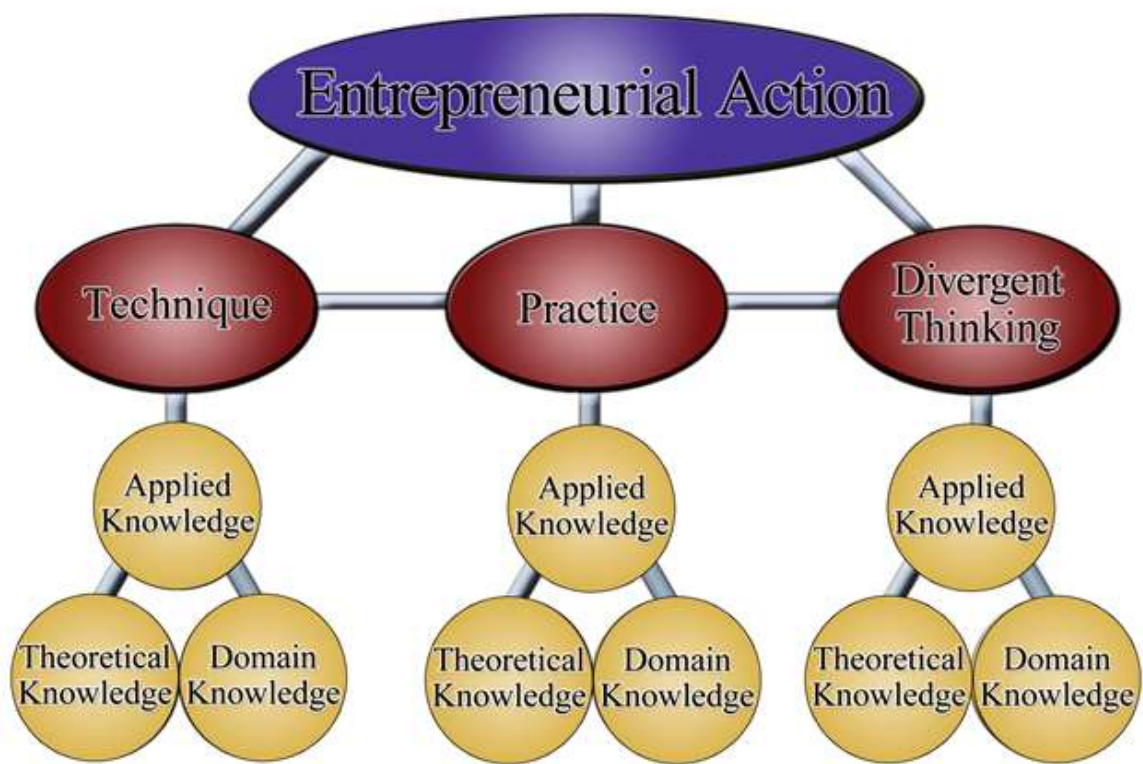 Entrepreneurial Action
Technique
Practice
Divergent
Thinking
Applied
Knowledge
Applied
Knowledge
Applied
Knowledge
Theoretical
Knowledge
Domain
Knowledge
Theoretical
Knowledge
Domain
Knowledge
Theoretical
Knowledge
Domain
Knowledge